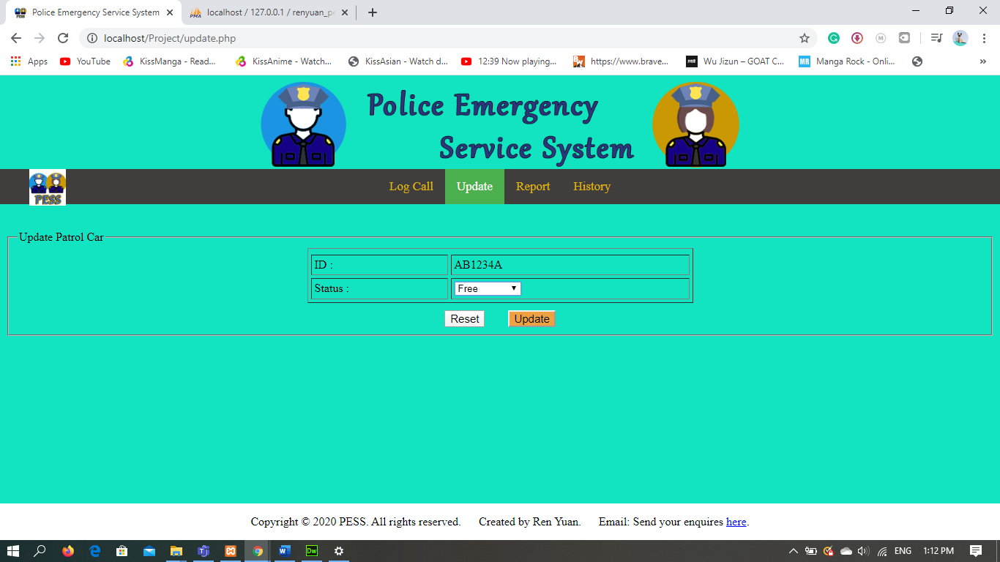 Police Emergency Service System
localhost / 127.0.0.1 / renyuan_pe
localhost/Project/update.php
Apps
YouTube
KissManga - Read...
KissAnime - Watch...
KissAsian - Watch d...
12:39 Now playing...
https://www.brave...
Wu Jizun – GOAT C...
MR
Manga Rock - Onli...
»
Police Emergency
Service System
PESS
Log Call
Update
Report
History
Update Patrol Car
ID :
AB1234A
Status :
Free
Reset
Update
Copyright © 2020 PESS. All rights reserved.
Created by Ren Yuan.
Email: Send your enquires here.
Dw
ENG
1:12 PM